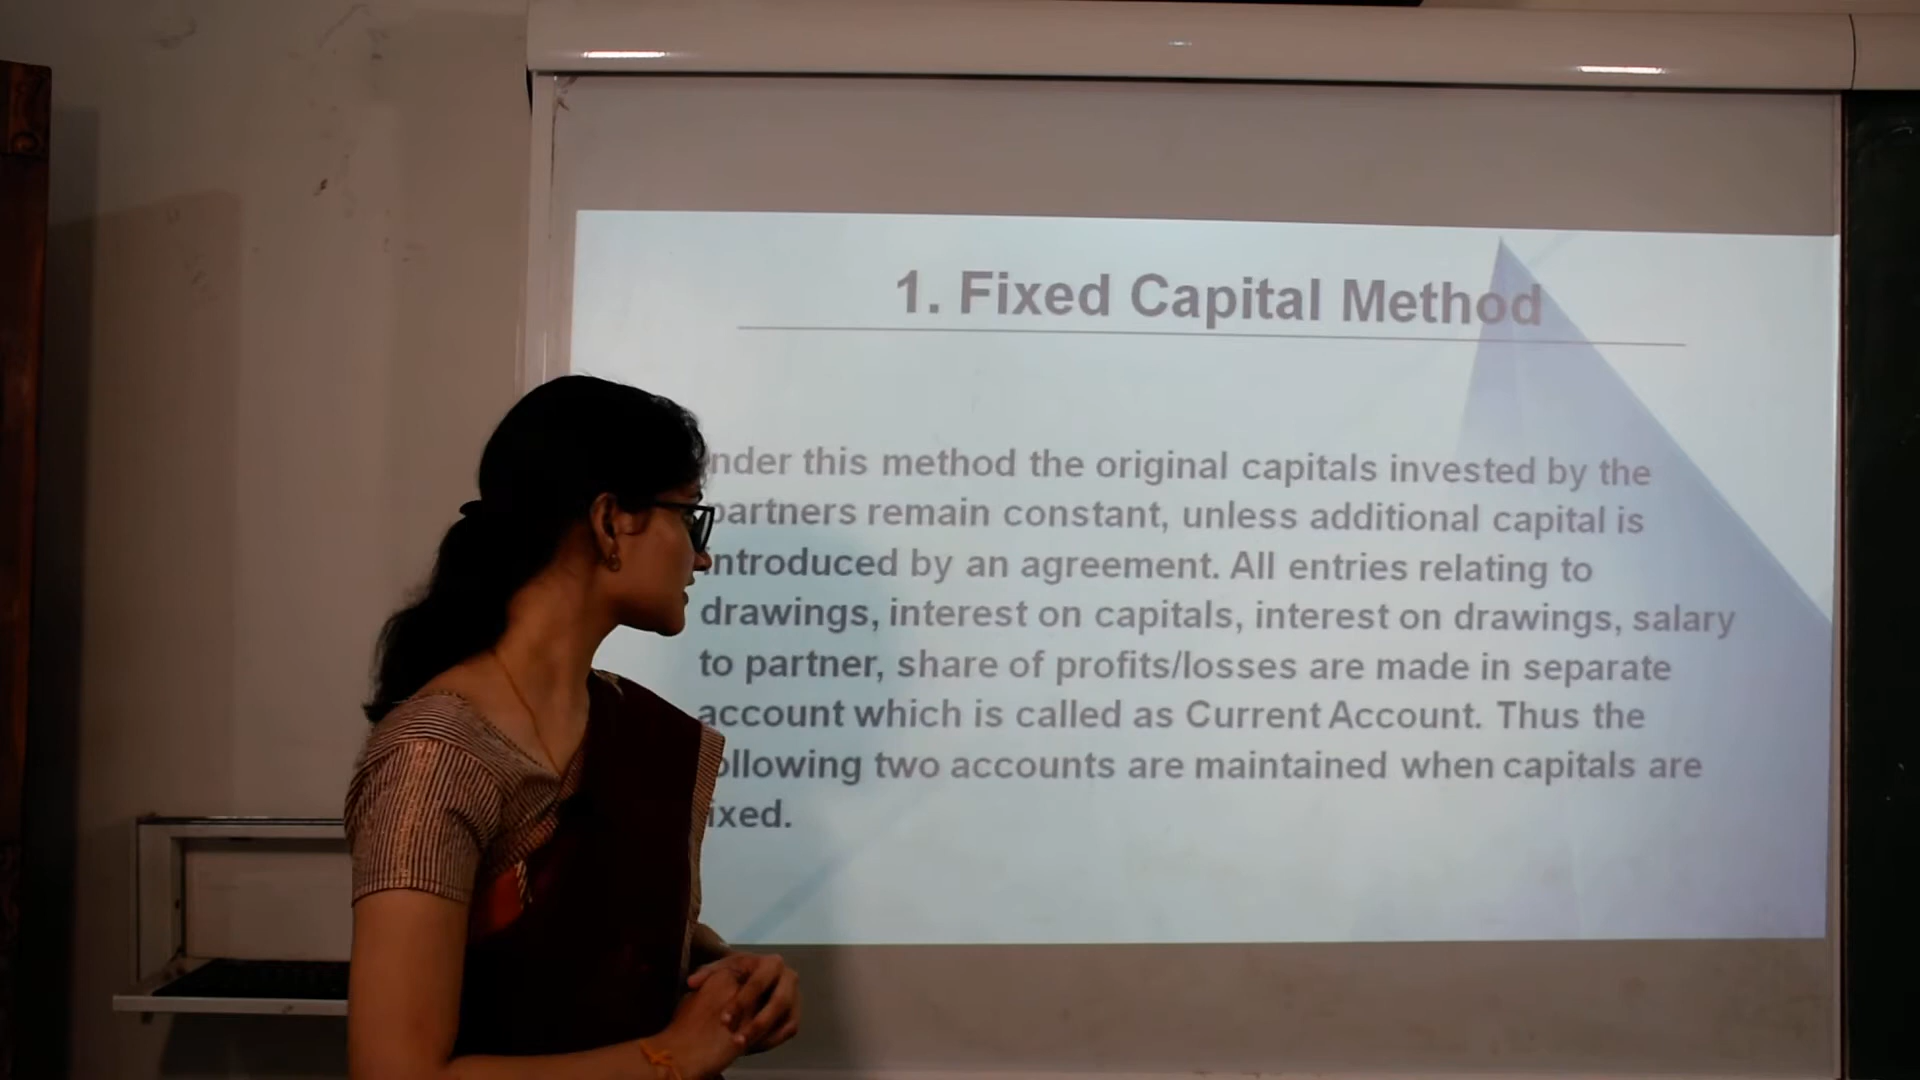 1. Fixed Capital Method
nder this method the original capitals invested by the
partners remain constant, unless additional capital is
introduced by an agreement. All entries relating to
drawings, interest on capitals, interest on drawings, salary
to partner, share of profits/losses are made in separate
account which is called as Current Account. Thus the
ollowing two accounts are maintained when capitals are
ixed.